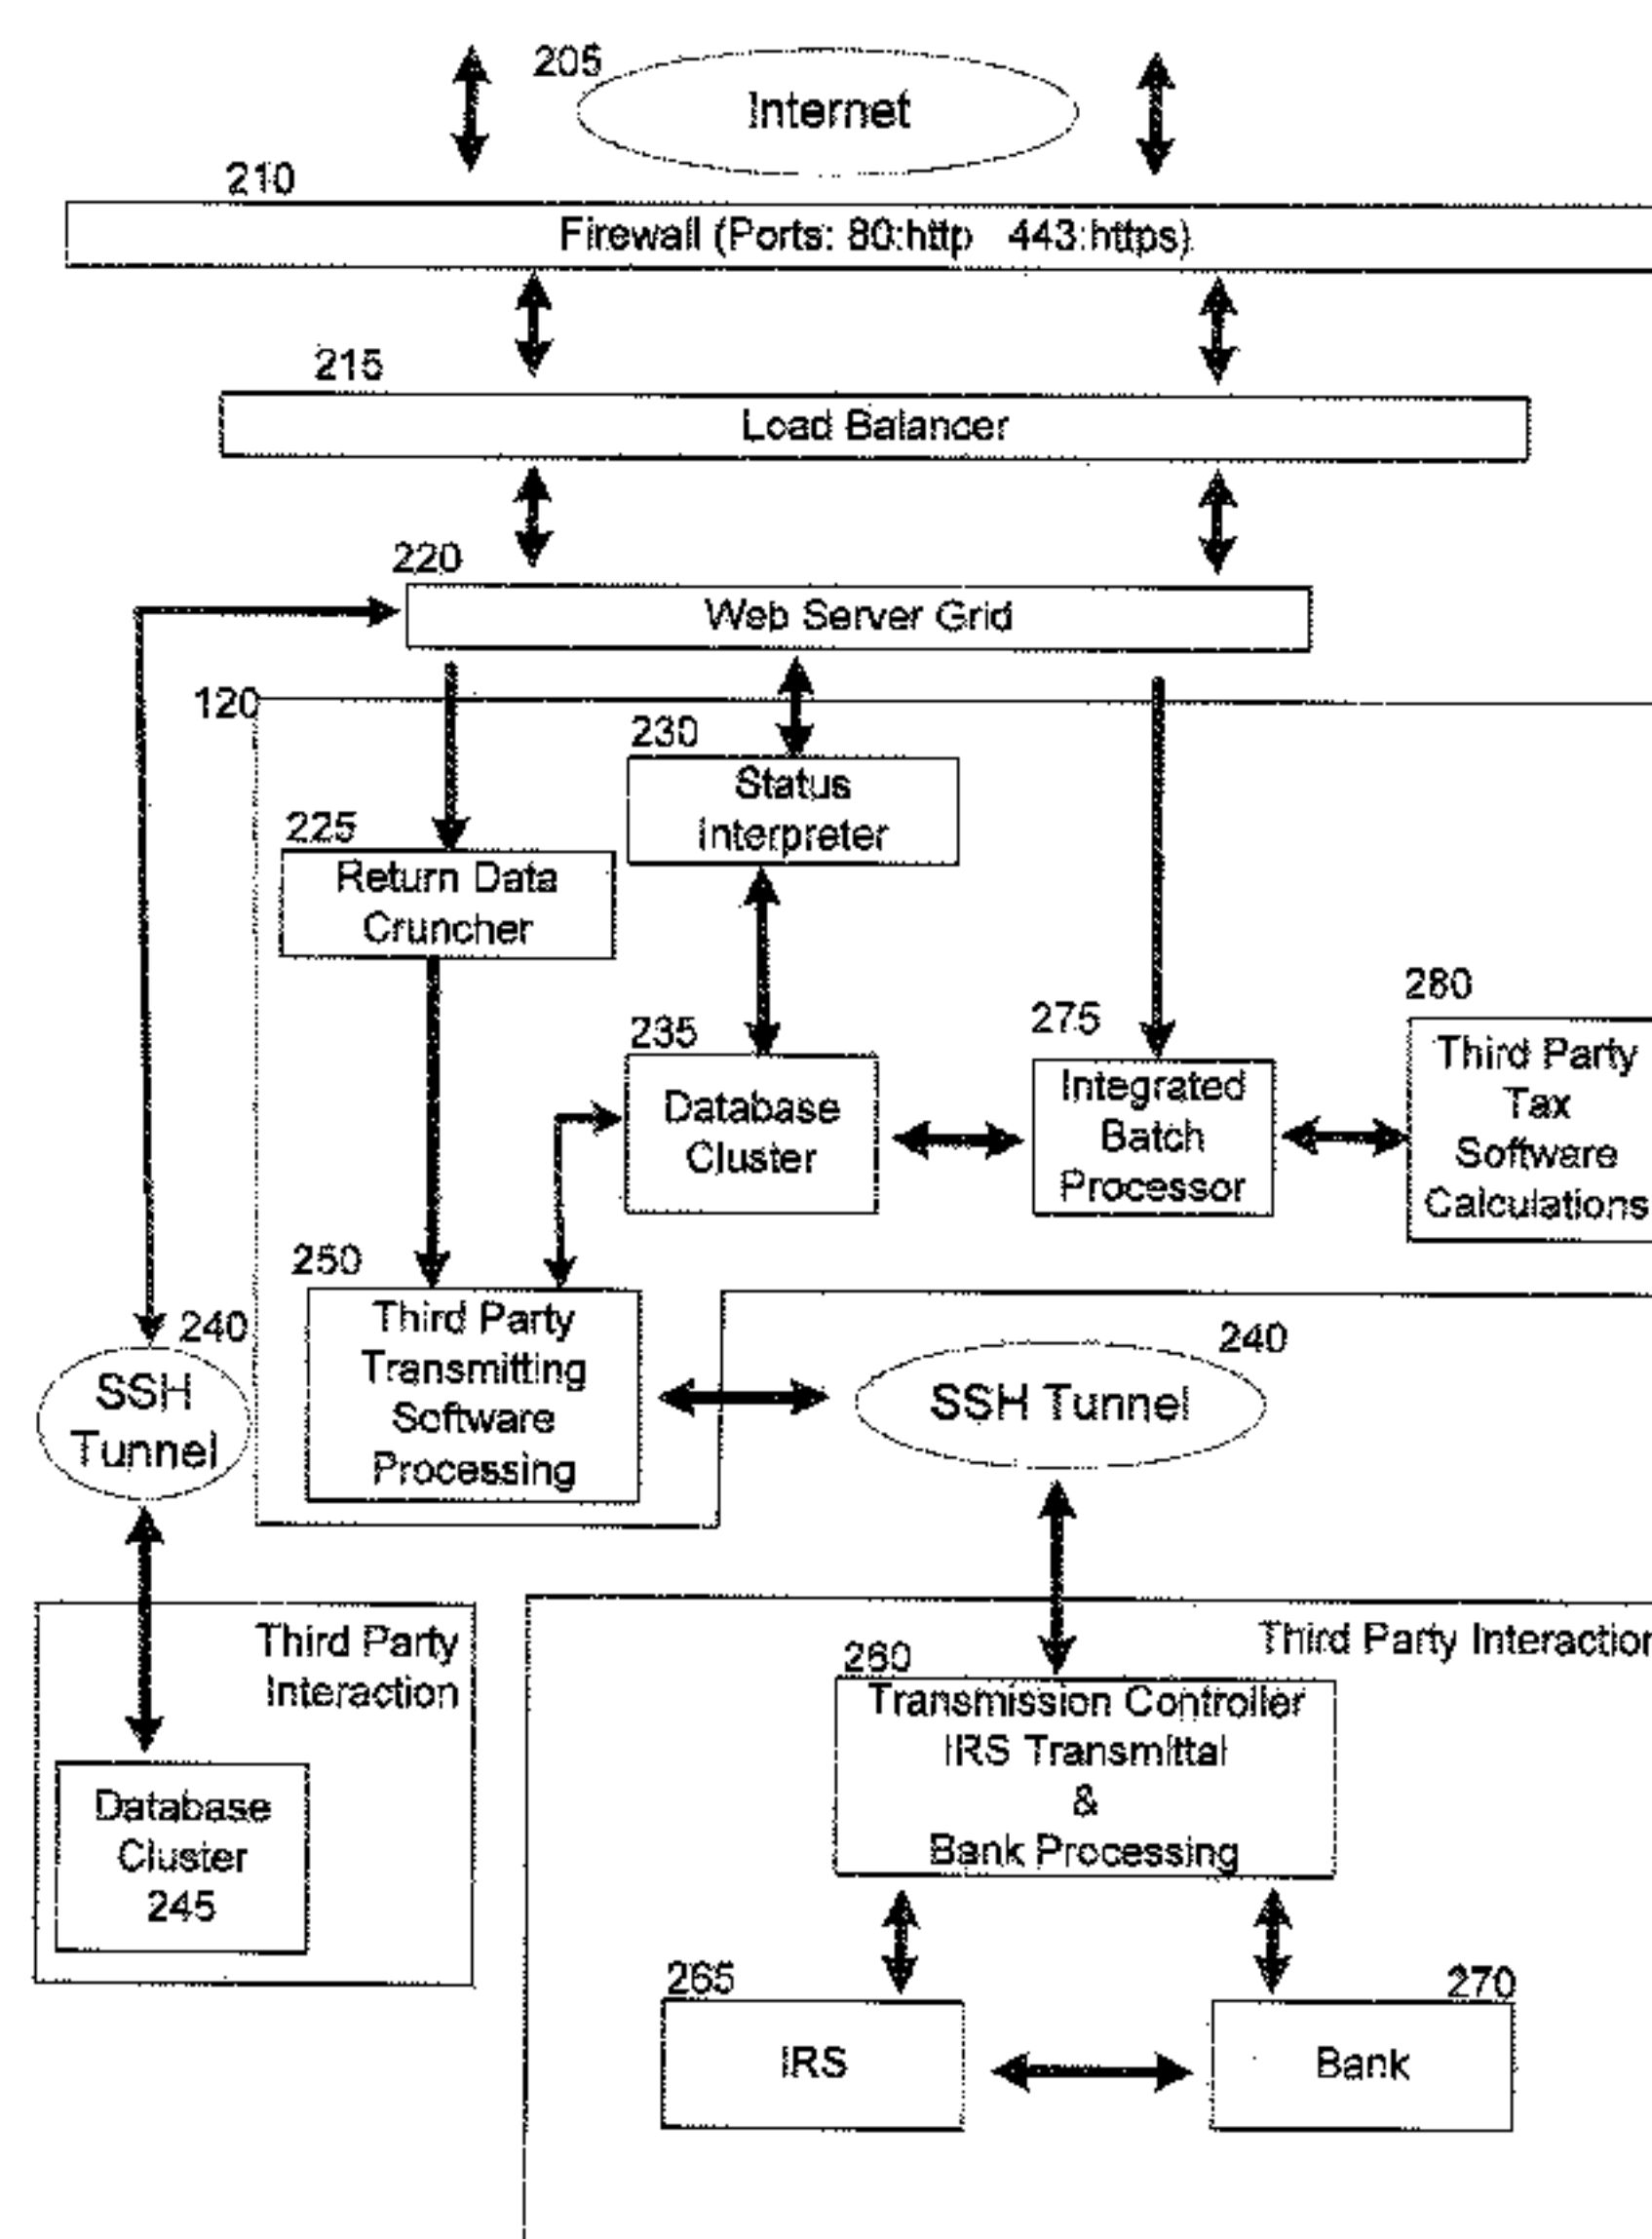 205
Internet
210
Firewall (Ports: 80:http 443:https)
215
Load Balancer
220
Web Server Grid
120
230
Status
Interpreter
225
Return Data
Cruncher
280
275
235
Third Party
Tax
Software
Calculations
Integrated
Batch
Processor
Database
Cluster
250
Third Party
Transmitting
Software
Processing
240
SSH
Tunnel
240
SSH Tunnel
Third Party
Interaction
Third Party Interaction
260
Transmission Controller
IRS Transmittal
&
Bank Processing
Database
Cluster
245
265
IRS
270
Bank